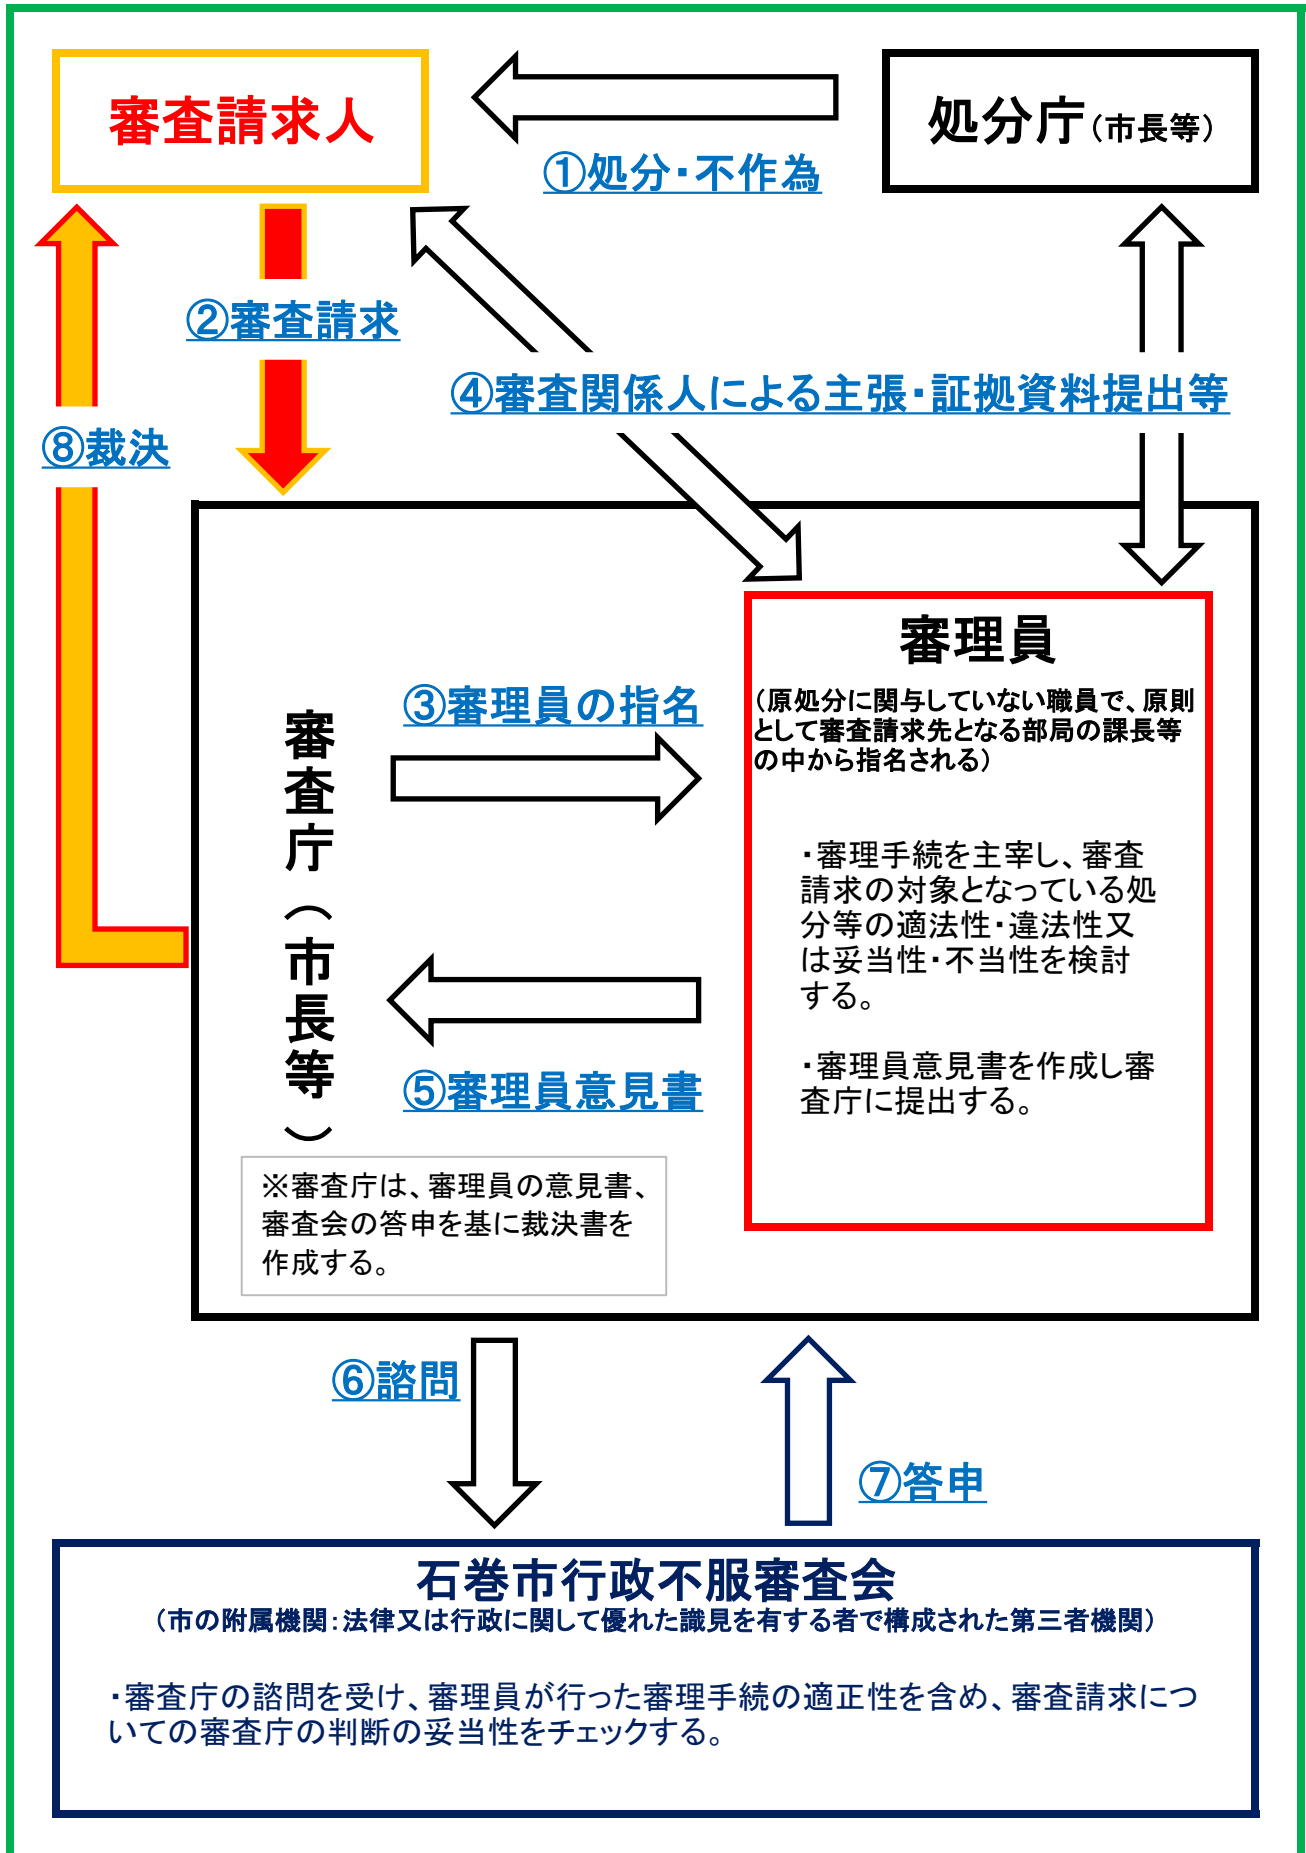 審査請求人
処分庁（市長等）
①処分・不作為
②審査請求
④審査関係人による主張・証拠資料提出等
⑧裁決
審理員
（原処分に関与していない職員で、原則
として審査請求先となる部局の課長等
の中から指名される）
③審理員の指名
審査庁（市長等）
・審理手続を主宰し、審査
請求の対象となっている処
分等の適法性・違法性又
は妥当性・不当性を検討
する。
・審理員意見書を作成し審
査庁に提出する。
⑤審理員意見書
※審査庁は、審理員の意見書、
審査会の答申を基に裁決書を
作成する。
⑥諮問
⑦答申
石巻市行政不服審査会
（市の附属機関：法律又は行政に関して優れた識見を有する者で構成された第三者機関）
・審査庁の諮問を受け、審理員が行った審理手続の適正性を含め、審査請求につ
いての審査庁の判断の妥当性をチェックする。